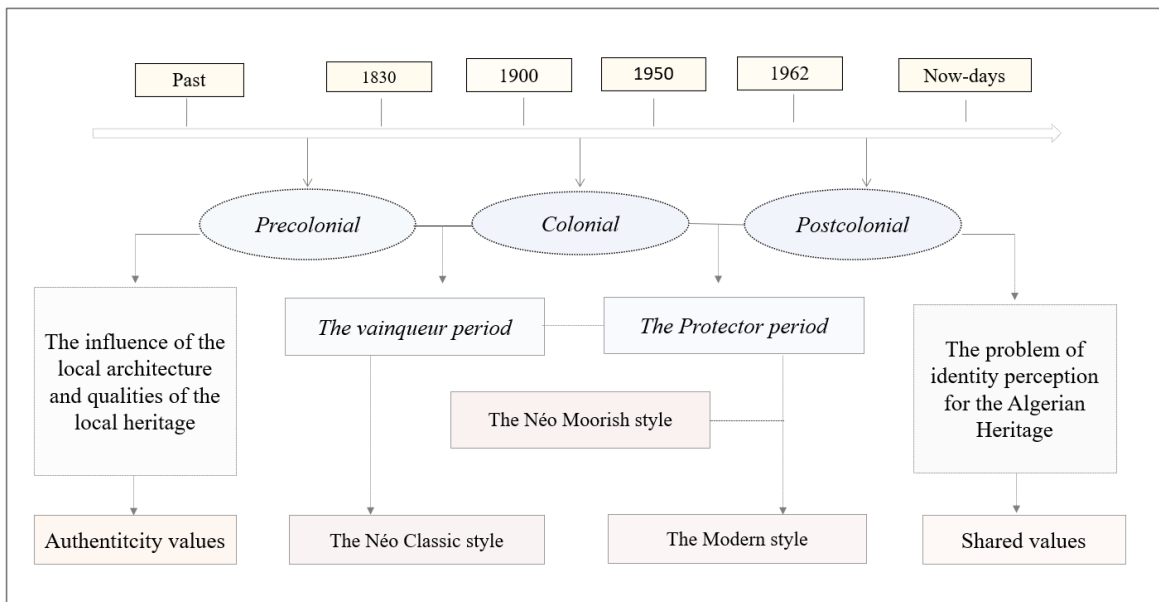 Past
1830
1900
1950
1962
Now-days
Precolonial
Colonial
Postcolonial
The influence of the
local architecture
and qualities of the
local heritage
The vainqueur period
The Protector period
The problem of
identity perception
for the Algerian
Heritage
The Néo Moorish style
Authentitcity values
The Néo Classic style
The Modern style
Shared values